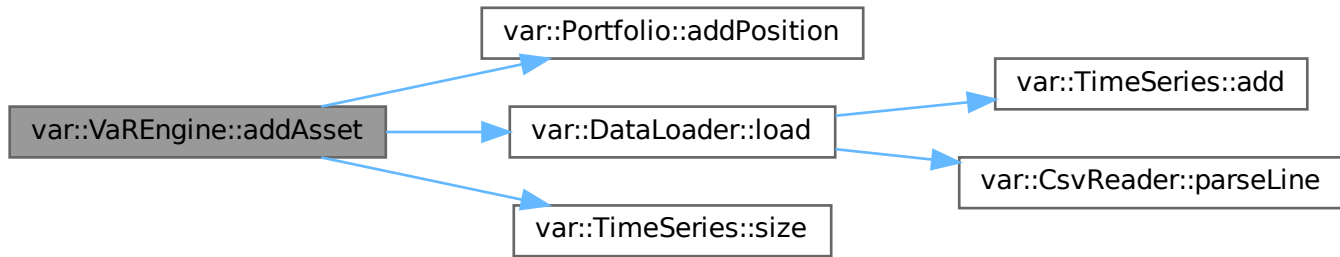 var::VaREngine::addAsset
var::Portfolio::addPosition
var::DataLoader::load
var::TimeSeries::size
var::TimeSeries::add
var::CsvReader::parseLine